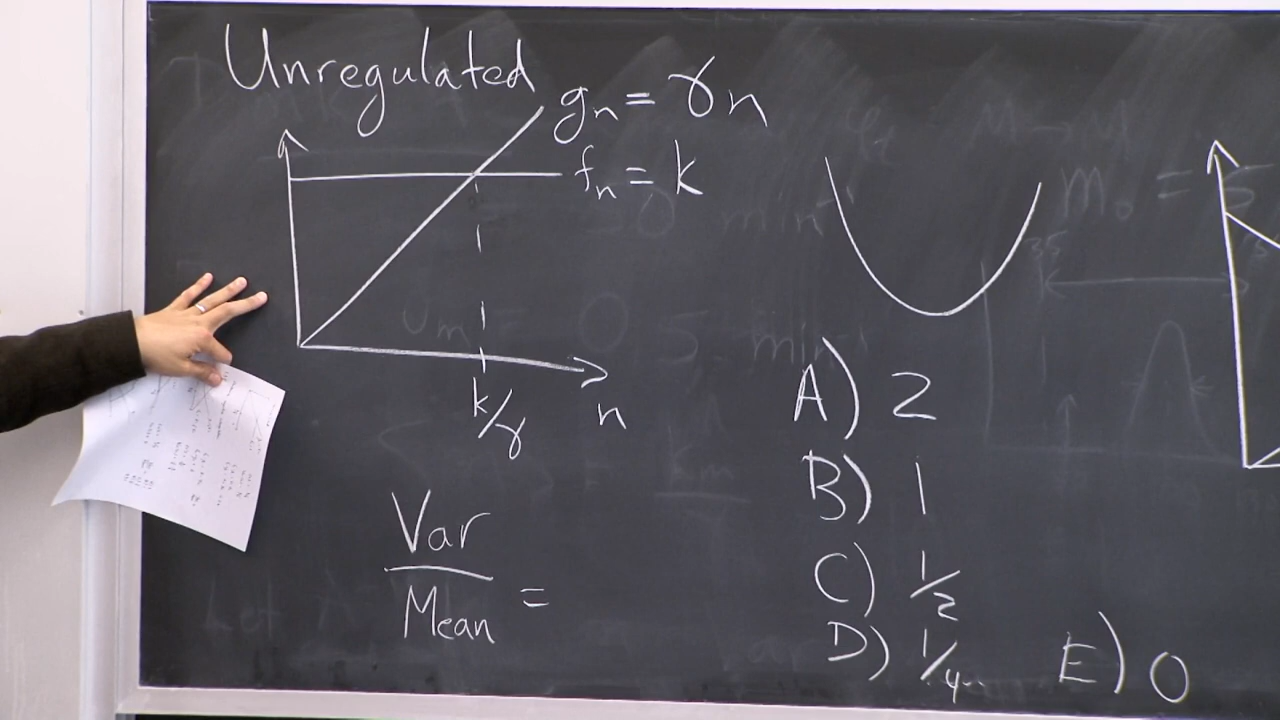 Unregulated
gn = γn
fn = k
k/γ
n
Var
Mean
=
A) 2
B) 1
C) 1/2
D) 1/4
E) 0